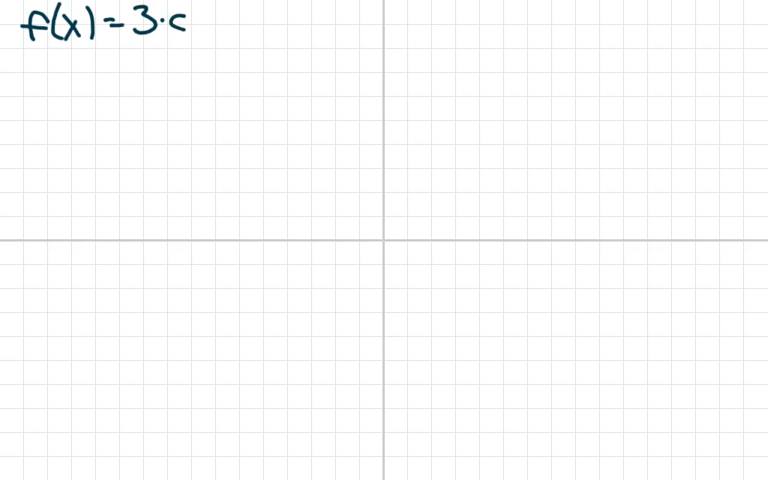 f(x) = 3·c